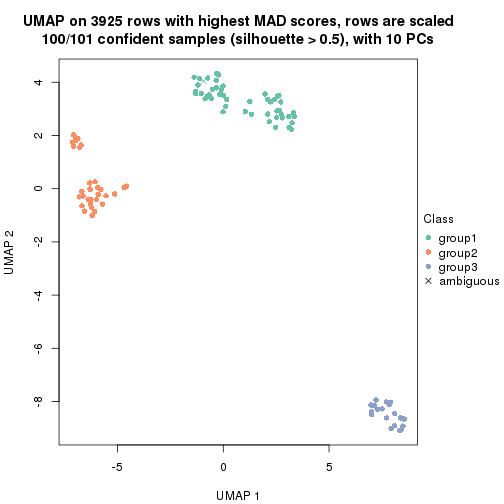 UMAP on 3925 rows with highest MAD scores, rows are scaled
100/101 confident samples (silhouette > 0.5), with 10 PCs
4
2
0
-2
-4
-6
-8
UMAP 2
-5
0
5
UMAP 1
Class
group1
group2
group3
ambiguous